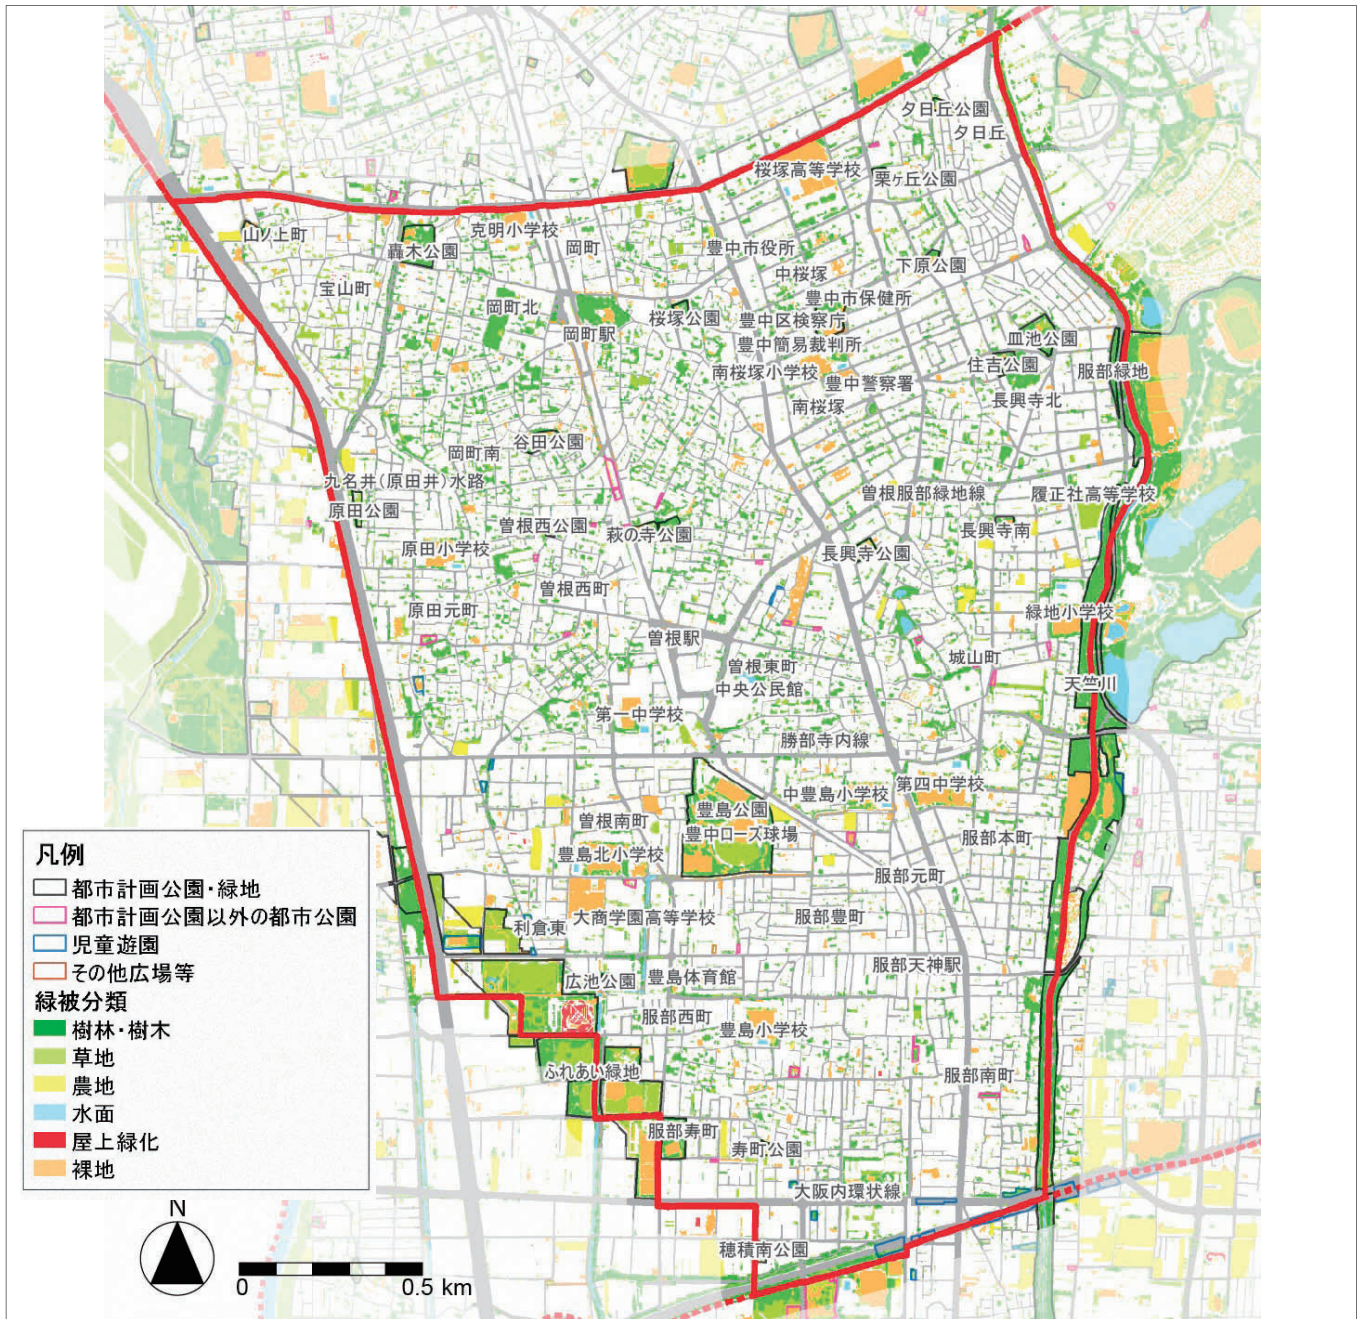 夕日丘公園
夕日丘
桜塚高等学校
栗ヶ丘公園
山ノ上町
轟木公園
克明小学校
岡町
豊中市役所
中桜塚
下原公園
宝山町
岡町北
岡町駅
桜塚公園
豊中市保健所
豊中区検察庁
豊中簡易裁判所
皿池公園
住吉公園
服部緑地
南桜塚小学校
豊中警察署
長興寺北
南桜塚
岡町南
谷田公園
九名井(原田井)水路
原田公園
曽根服部緑地線
履正社高等学校
曽根西公園
萩の寺公園
長興寺南
原田小学校
長興寺公園
曽根西町
原田元町
緑地小学校
曽根駅
曽根東町
城山町
中央公民館
天竺川
第一中学校
勝部寺内線
第四中学校
中豊島小学校
豊島公園
豊中ローズ球場
曽根南町
服部本町
豊島北小学校
服部元町
大商学園高等学校
服部豊町
利倉東
服部天神駅
広池公園
豊島体育館
服部西町
豊島小学校
ふれあい緑地
服部南町
服部寿町
寿町公園
大阪内環状線
穂積南公園
凡例
都市計画公園・緑地
都市計画公園以外の都市公園
児童遊園
その他広場等
緑被分類
樹林・樹木
草地
農地
水面
屋上緑化
裸地
N
0 0.5 km